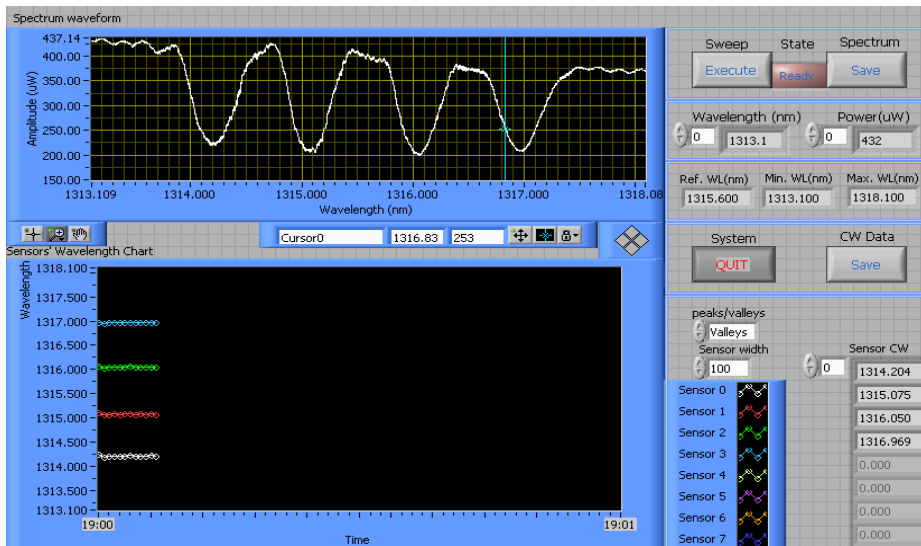 Spectrum waveform
437.14
400.00
350.00
300.00
250.00
200.00
150.00
Amplitude (uW)
1313.109
1314.000
1315.000
1316.000
1317.000
1318.08
Wavelength (nm)
Cursor0
1316.83
253
Sensors' Wavelength Chart
Wavelength
1318.100
1317.500
1317.000
1316.500
1316.000
1315.500
1315.000
1314.500
1314.000
1313.500
1313.100
19:00
19:01
Time
Sweep State Spectrum
Execute Ready Save
Wavelength (nm) Power(uW)
0 1313.1 0 432
Ref. WL(nm) Min. WL(nm) Max. WL(nm)
1315.600 1313.100 1318.100
System CW Data
QUIT Save
peaks/valleys
Valleys
Sensor width Sensor CW
100 0 1314.204
1315.075
1316.050
1316.969
0.000
0.000
0.000
0.000
Sensor 0
Sensor 1
Sensor 2
Sensor 3
Sensor 4
Sensor 5
Sensor 6
Sensor 7